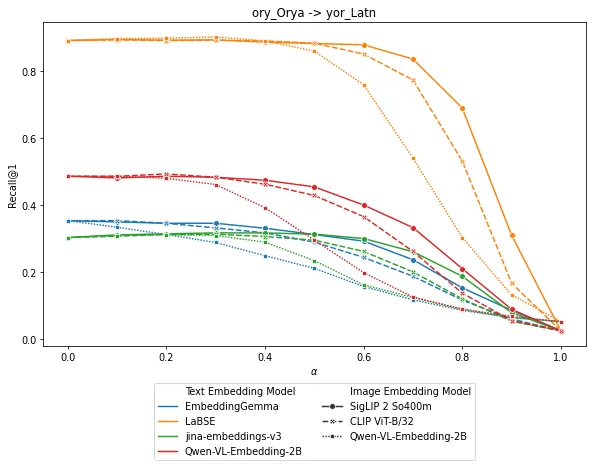 ory_Orya -> yor_Latn
Recall@1
0.8
0.6
0.4
0.2
0.0
0.0 0.2 0.4 0.6 0.8 1.0
α
Text Embedding Model
EmbeddingGemma
LaBSE
jina-embeddings-v3
Qwen-VL-Embedding-2B
Image Embedding Model
SigLIP 2 So400m
CLIP ViT-B/32
Qwen-VL-Embedding-2B